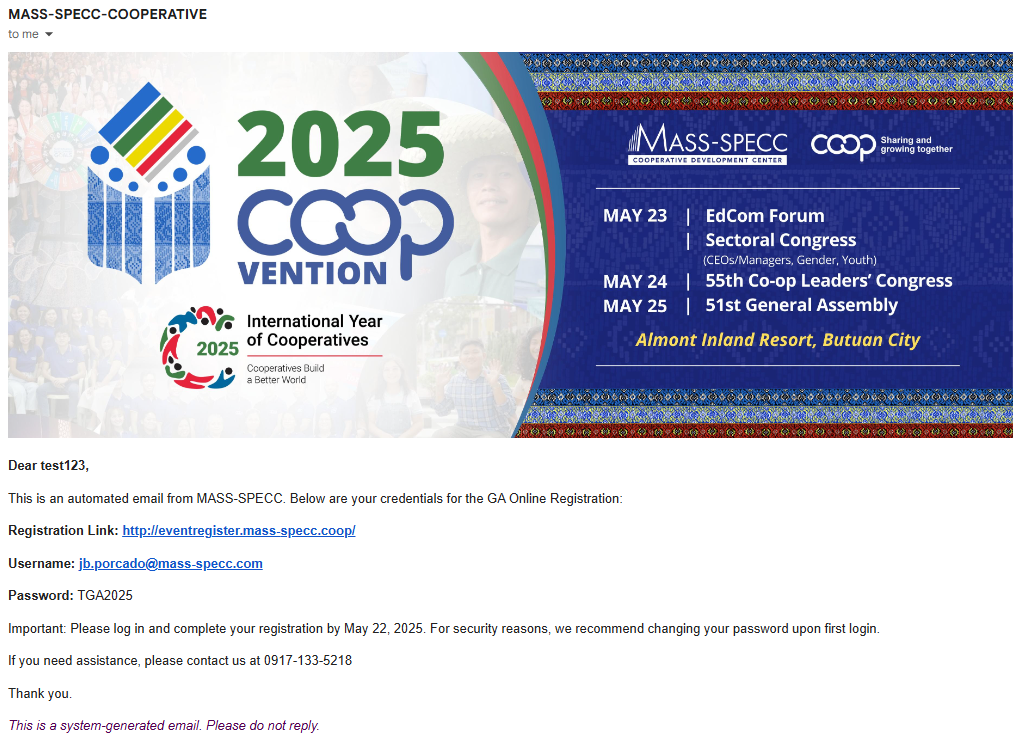 MASS-SPECC-COOPERATIVE
to me
2025
COOP
VENTION
2025
International Year
of Cooperatives
Cooperatives Build
a Better World
MASS-SPECC
COOPERATIVE DEVELOPMENT CENTER
coop Sharing and
growing together
MAY 23 | EdCom Forum
| Sectoral Congress
(CEOs/Managers, Gender, Youth)
MAY 24 | 55th Co-op Leaders’ Congress
MAY 25 | 51st General Assembly
Almont Inland Resort, Butuan City
Dear test123,
This is an automated email from MASS-SPECC. Below are your credentials for the GA Online Registration:
Registration Link: http://eventregister.mass-specc.coop/
Username: jb.porcado@mass-specc.com
Password: TGA2025
Important: Please log in and complete your registration by May 22, 2025. For security reasons, we recommend changing your password upon first login.
If you need assistance, please contact us at 0917-133-5218
Thank you.
This is a system-generated email. Please do not reply.